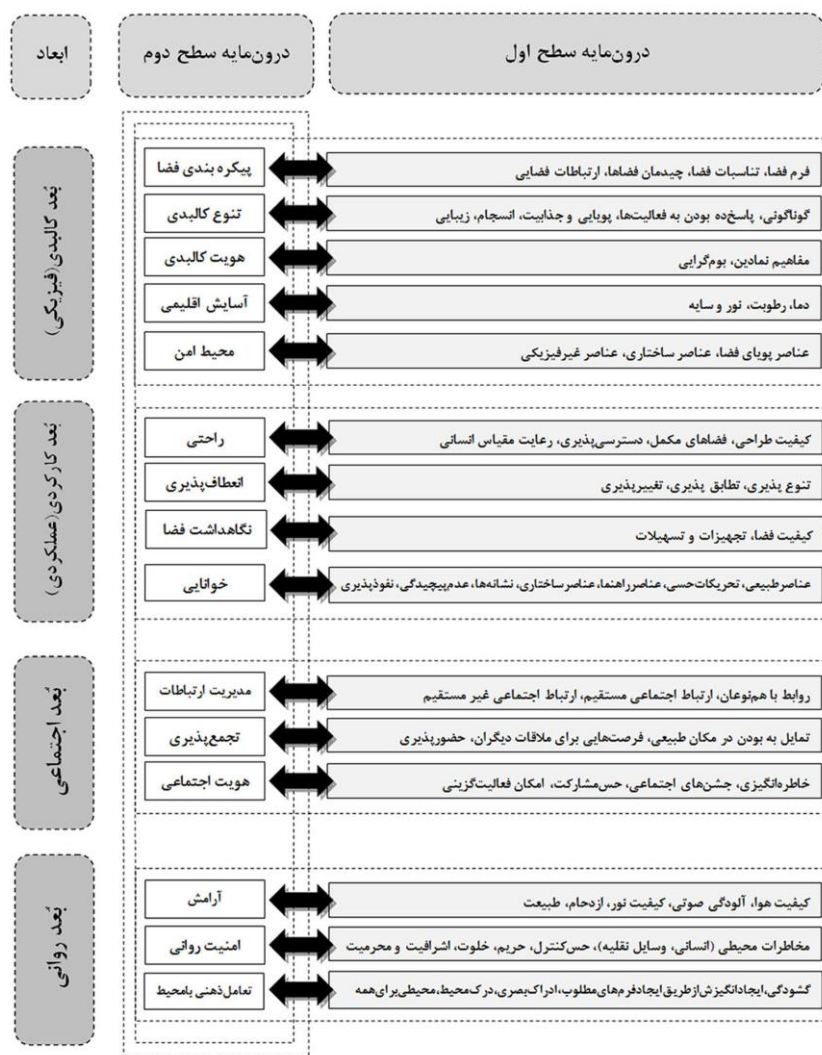 درون‌مایه سطح اول
درون‌مایه سطح دوم
ابعاد
بُعد کالبدی(فیزیکی)
فرم فضا، تناسبات فضا، چیدمان فضاها، ارتباطات فضایی
پیکره بندی فضا
گوناگونی، پاسخ‌ده بودن به فعالیت‌ها، پویایی و جذابیت، انسجام، زیبایی
تنوع کالبدی
مفاهیم نمادین، بوم‌گرایی
هویت کالبدی
دما، رطوبت، نور و سایه
آسایش اقلیمی
عناصر پویای فضا، عناصر ساختاری، عناصر غیرفیزیکی
محیط امن
بُعد کارکردی(عملکردی)
کیفیت طراحی، فضاهای مکمل، دسترسی‌پذیری، رعایت مقیاس انسانی
راحتی
تنوع پذیری، تطابق پذیری، تغییرپذیری
انعطاف‌پذیری
کیفیت فضا، تجهیزات و تسهیلات
نگاهداشت فضا
عناصرطبیعی، تحریکات‌حسی، عناصرراهنما، عناصرساختاری، نشانه‌ها، عدم‌پیچیدگی، نفوذپذیری
خوانایی
بُعد اجتماعی
روابط با هم‌نوعان، ارتباط اجتماعی مستقیم، ارتباط اجتماعی غیر مستقیم
مدیریت ارتباطات
تمایل به بودن در مکان طبیعی، فرصت‌هایی برای ملاقات دیگران، حضورپذیری
تجمع‌پذیری
خاطره‌انگیزی، جشن‌های اجتماعی، حس‌مشارکت، امکان فعالیت‌گزینی
هویت اجتماعی
بُعد روانی
کیفیت هوا، آلودگی صوتی، کیفیت نور، ازدحام، طبیعت
آرامش
مخاطرات محیطی (انسانی، وسایل نقلیه)، حس‌کنترل، حریم، خلوت، اشرافیت و محرمیت
امنیت روانی
گشودگی، ایجادانگیزش‌ازطریق‌ایجادفرم‌های‌مطلوب، ادراک‌بصری، درک‌محیط، محیطی‌برای‌همه
تعامل‌ذهنی بامحیط